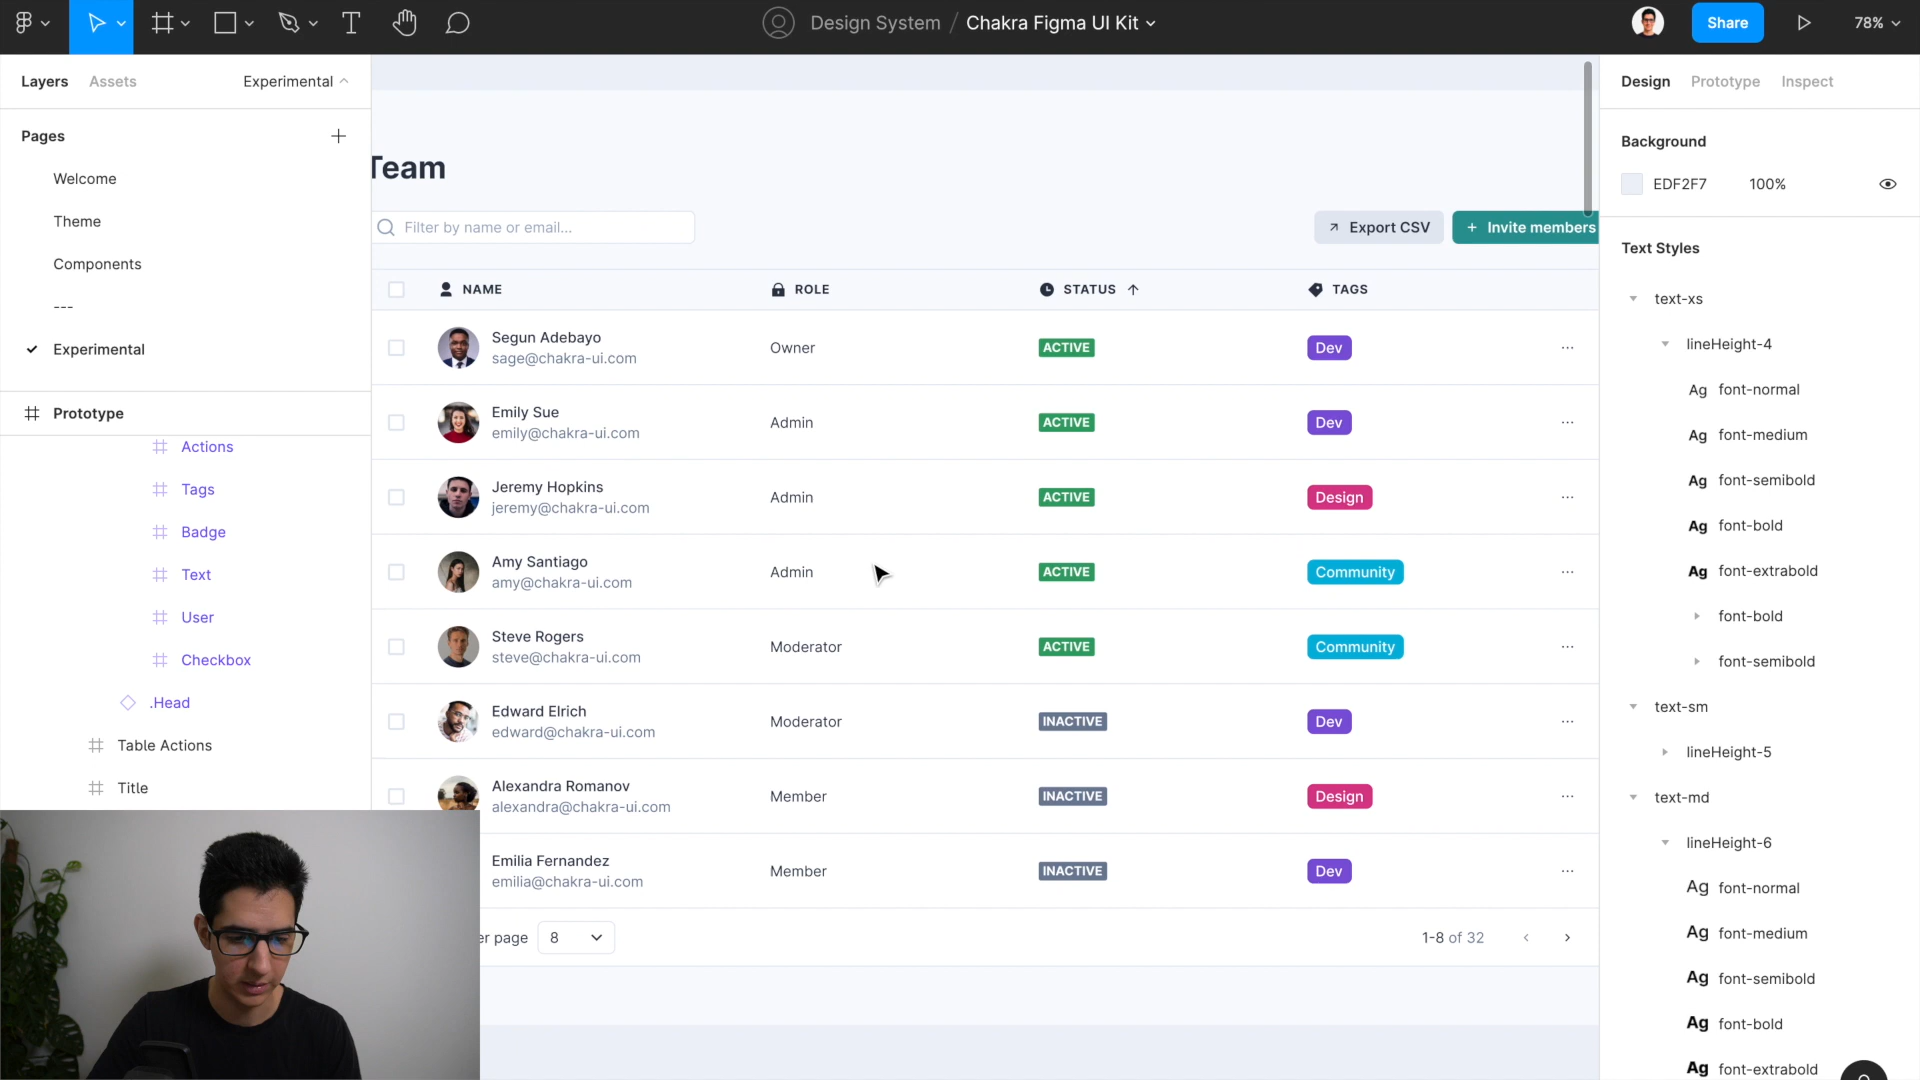 Design System / Chakra Figma UI Kit
Share
78%
Layers
Assets
Experimental
Pages
Welcome
Theme
Components
---
Experimental
Prototype
Actions
Tags
Badge
Text
User
Checkbox
.Head
Table Actions
Title
Team
Filter by name or email...
Export CSV
+ Invite members
NAME
ROLE
STATUS
TAGS
Segun Adebayo
sage@chakra-ui.com
Owner
ACTIVE
Dev
Emily Sue
emily@chakra-ui.com
Admin
ACTIVE
Dev
Jeremy Hopkins
jeremy@chakra-ui.com
Admin
ACTIVE
Design
Amy Santiago
amy@chakra-ui.com
Admin
ACTIVE
Community
Steve Rogers
steve@chakra-ui.com
Moderator
ACTIVE
Community
Edward Elrich
edward@chakra-ui.com
Moderator
INACTIVE
Dev
Alexandra Romanov
alexandra@chakra-ui.com
Member
INACTIVE
Design
Emilia Fernandez
emilia@chakra-ui.com
Member
INACTIVE
Dev
er page
8
1-8 of 32
Design
Prototype
Inspect
Background
EDF2F7
100%
Text Styles
text-xs
lineHeight-4
Ag font-normal
Ag font-medium
Ag font-semibold
Ag font-bold
Ag font-extrabold
font-bold
font-semibold
text-sm
lineHeight-5
text-md
lineHeight-6
Ag font-normal
Ag font-medium
Ag font-semibold
Ag font-bold
Ag font-extrabold